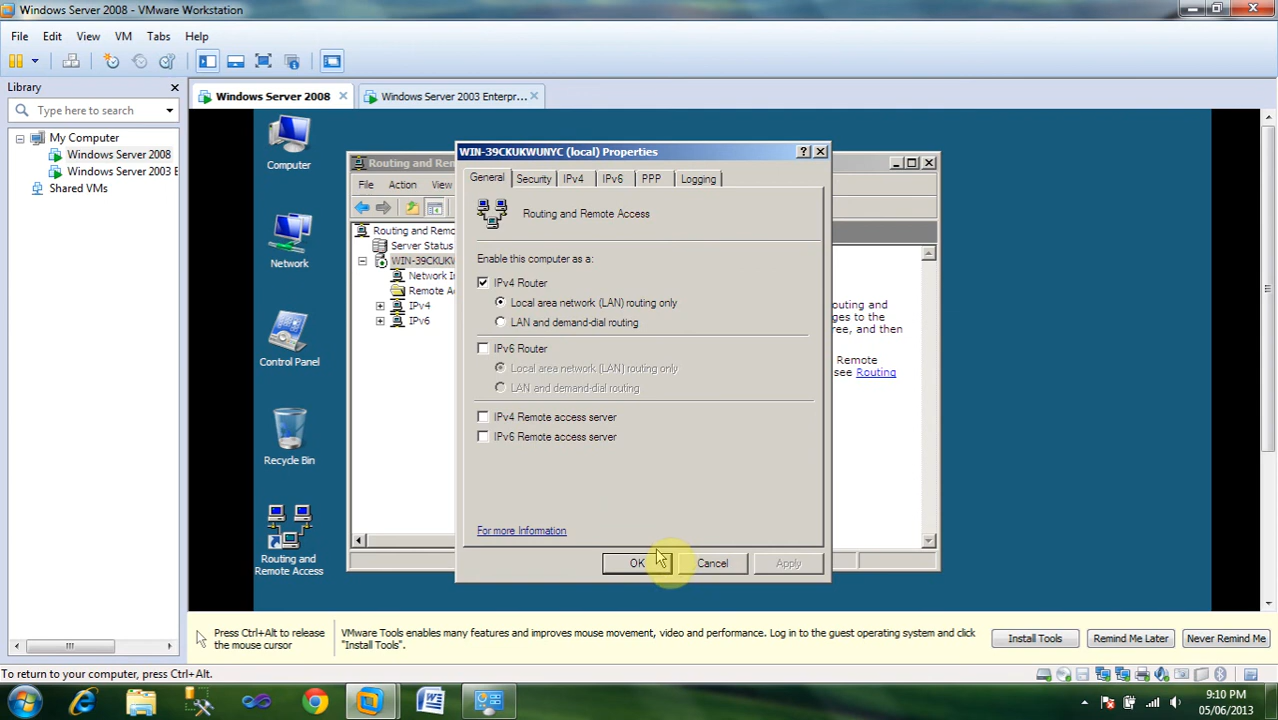 Windows Server 2008 - VMware Workstation
File Edit View VM Tabs Help
Library
Type here to search
My Computer
Windows Server 2008
Windows Server 2003 E
Shared VMs
Windows Server 2008
Windows Server 2003 Enterpr...
Computer
Network
Control Panel
Recycle Bin
Routing and
Remote Access
Routing and Rem
File Action View
Routing and Remo
Server Status
WIN-39CKUKW
Network In
Remote Ac
IPv4
IPv6
outing and
ges to the
ree, and then
Remote
see Routing
WIN-39CKUKWUNYC (local) Properties
General Security IPv4 IPv6 PPP Logging
Routing and Remote Access
Enable this computer as a:
IPv4 Router
Local area network (LAN) routing only
LAN and demand-dial routing
IPv6 Router
Local area network (LAN) routing only
LAN and demand-dial routing
IPv4 Remote access server
IPv6 Remote access server
For more Information
OK Cancel Apply
Press Ctrl+Alt to release
the mouse cursor
VMware Tools enables many features and improves mouse movement, video and performance. Log in to the guest operating system and click
"Install Tools".
Install Tools Remind Me Later Never Remind Me
To return to your computer, press Ctrl+Alt.
9:10 PM
05/06/2013